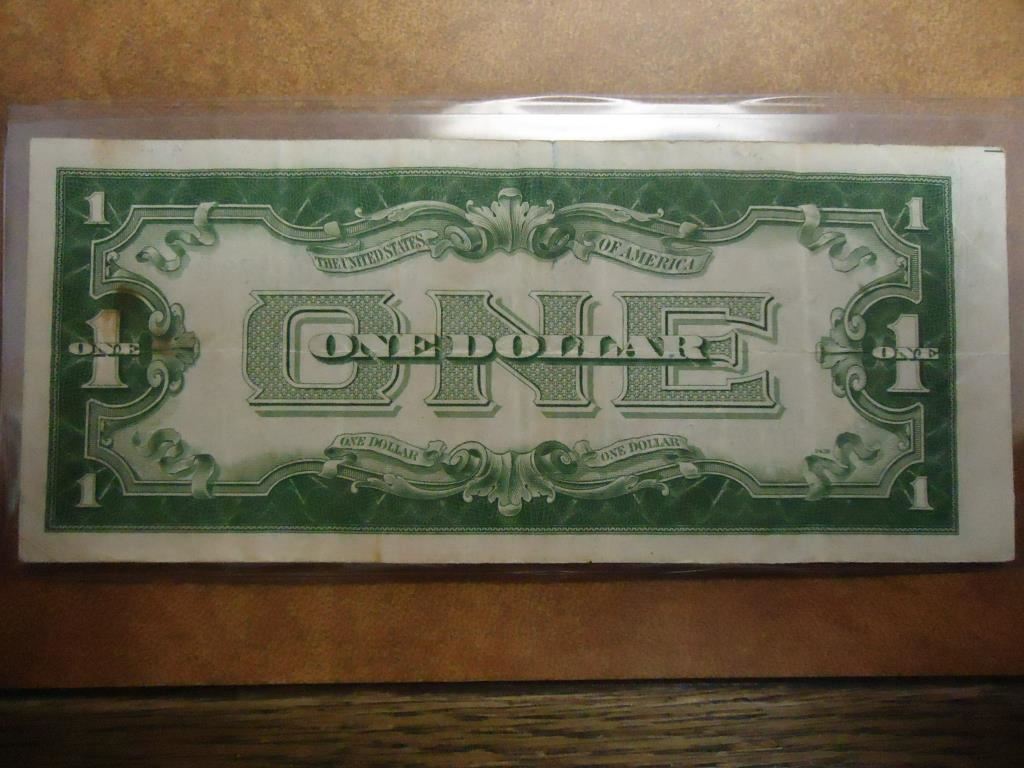 1 1
THE UNITED STATES OF AMERICA
ONE
1 ONE
ONE DOLLAR
1 ONE
ONE DOLLAR ONE DOLLAR
1 1